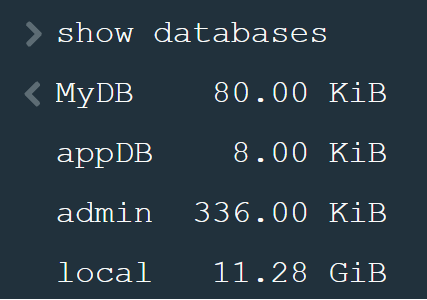 show databases
MyDB 80.00 KiB
appDB 8.00 KiB
admin 336.00 KiB
local 11.28 GiB